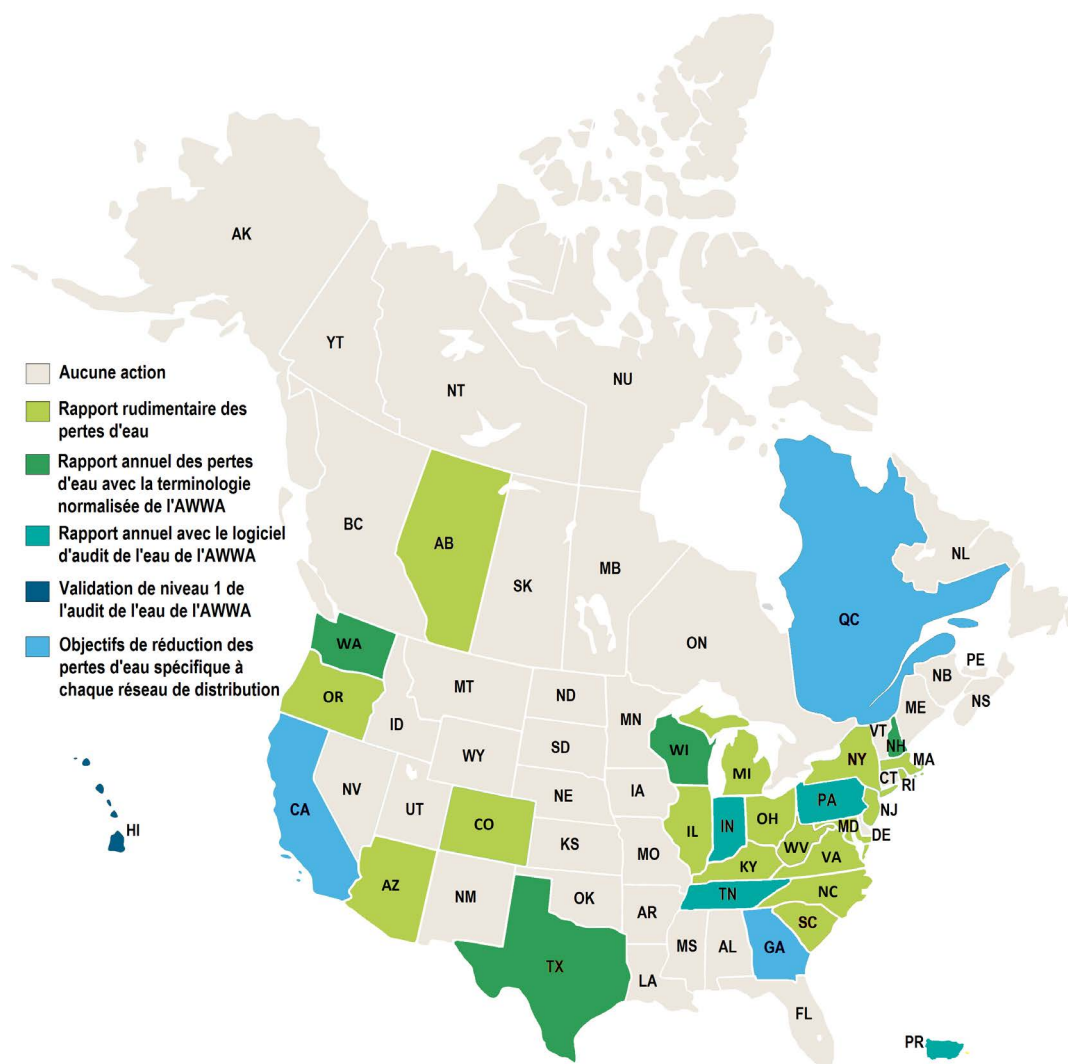 AK
YT
NT
NU
Aucune action
Rapport rudimentaire des
pertes d'eau
Rapport annuel des pertes
d'eau avec la terminologie
normalisée de l'AWWA
Rapport annuel avec le logiciel
d'audit de l'eau de l'AWWA
Validation de niveau 1 de
l'audit de l'eau de l'AWWA
Objectifs de réduction des
pertes d'eau spécifique à
chaque réseau de distribution
BC
AB
SK
MB
ON
QC
NL
PE
NB
NS
WA
OR
MT
ID
WY
ND
SD
MN
WI
MI
ME
VT
NH
NY
MA
CT
RI
CA
NV
UT
CO
NE
IA
KS
MO
IL
IN
OH
PA
NJ
MD
DE
WV
VA
KY
HI
AZ
NM
OK
AR
TN
NC
SC
TX
LA
MS
AL
GA
FL
PR